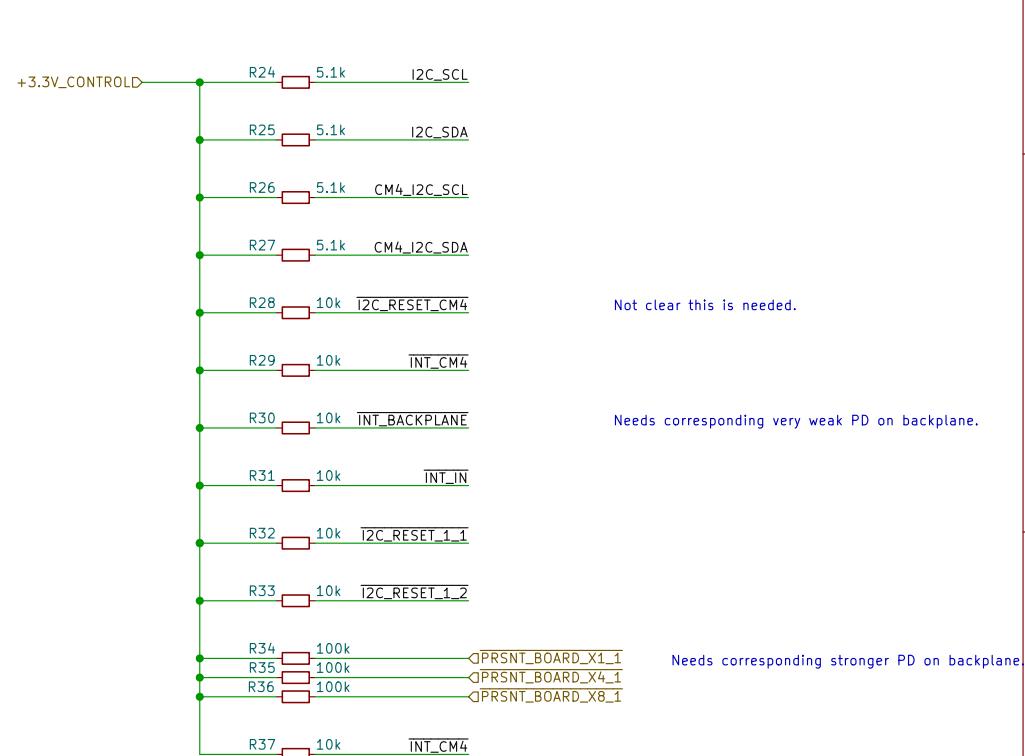 +3.3V_CONTROL R24 5.1k I2C_SCL
R25 5.1k I2C_SDA
R26 5.1k CM4_I2C_SCL
R27 5.1k CM4_I2C_SDA
R28 10k I2C_RESET_CM4 Not clear this is needed.
R29 10k INT_CM4
R30 10k INT_BACKPLANE Needs corresponding very weak PD on backplane.
R31 10k INT_IN
R32 10k I2C_RESET_1_1
R33 10k I2C_RESET_1_2
R34 100k PRSNT_BOARD_X1_1 Needs corresponding stronger PD on backplane.
R35 100k PRSNT_BOARD_X4_1
R36 100k PRSNT_BOARD_X8_1
R37 10k INT_CM4